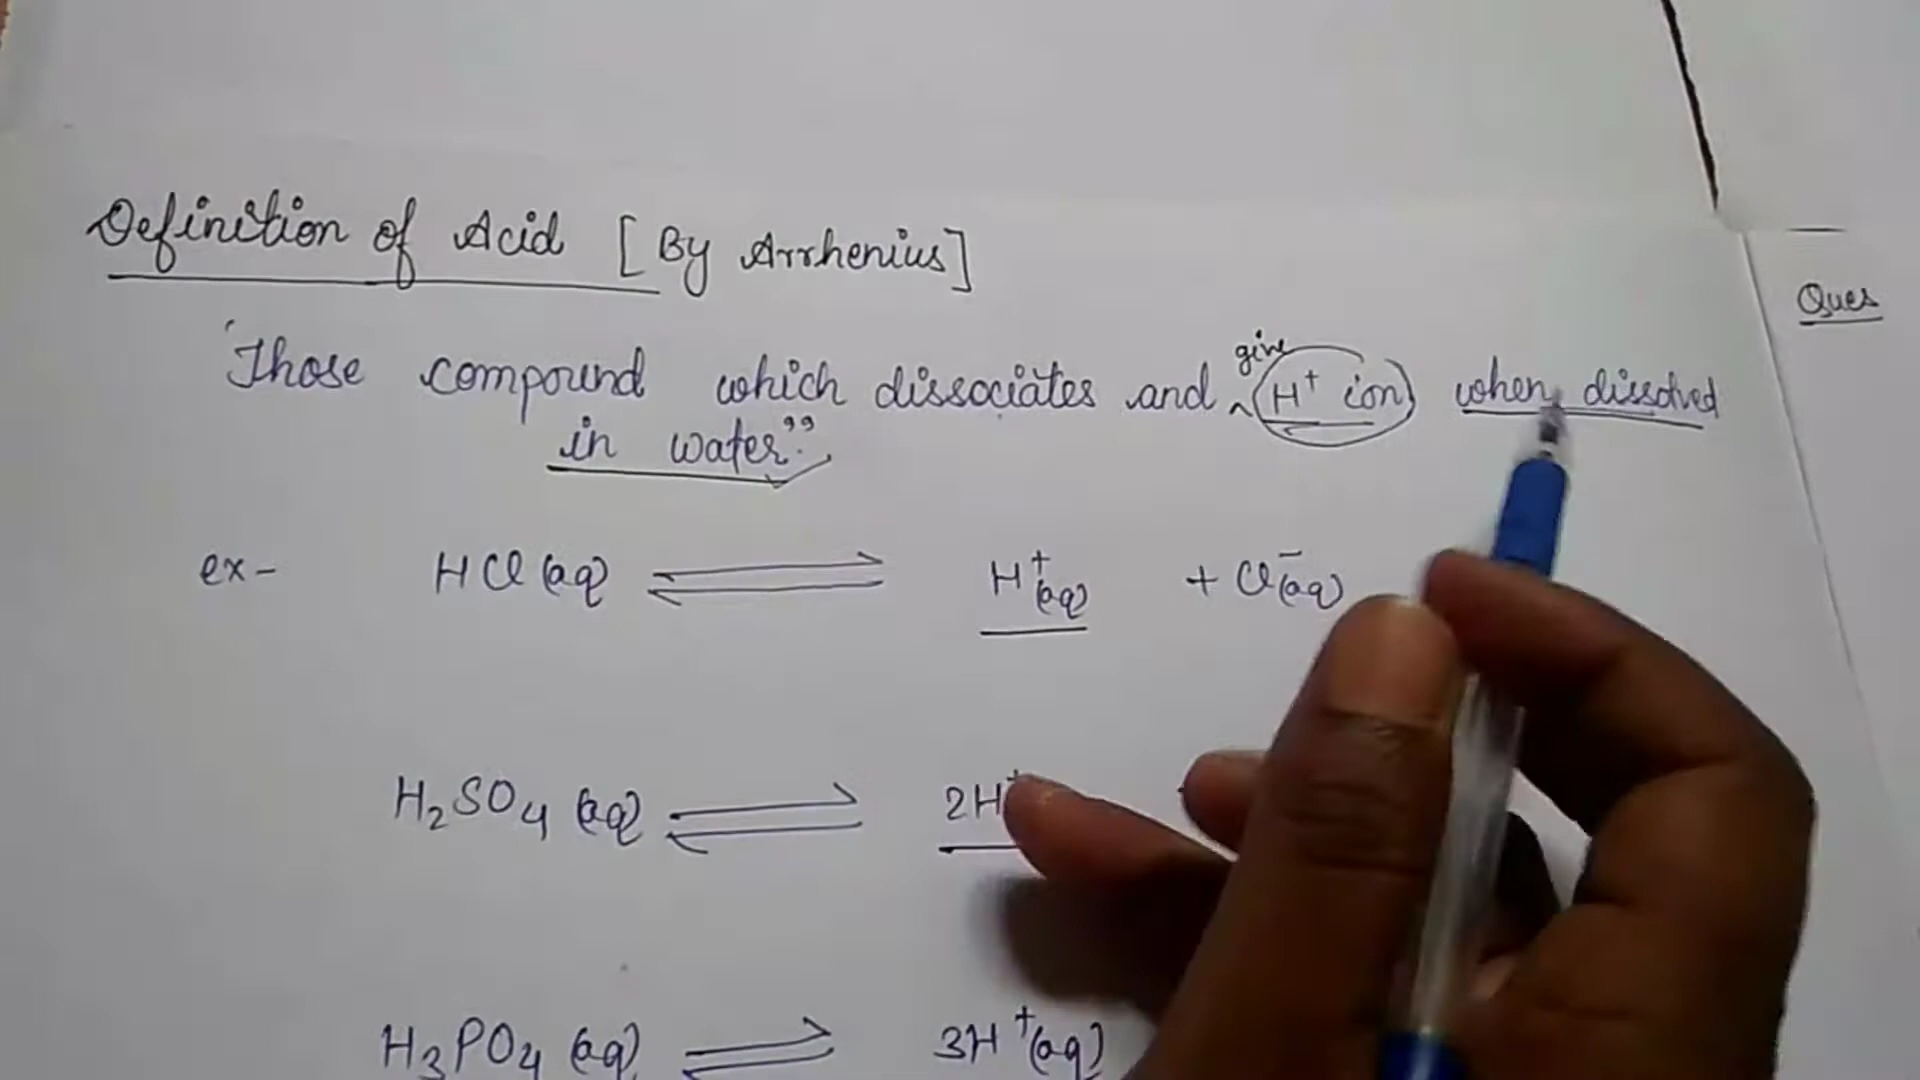 Definition of Acid [By Arrhenius]
Ques
'Those compound which dissociates and give H⁺ ion when dissolved
in water."
ex- HCl (aq) ⇌ H⁺(aq) + Cl⁻(aq)
H₂SO₄ (aq) ⇌ 2H⁺
H₃PO₄ (aq) ⇌ 3H⁺(aq)